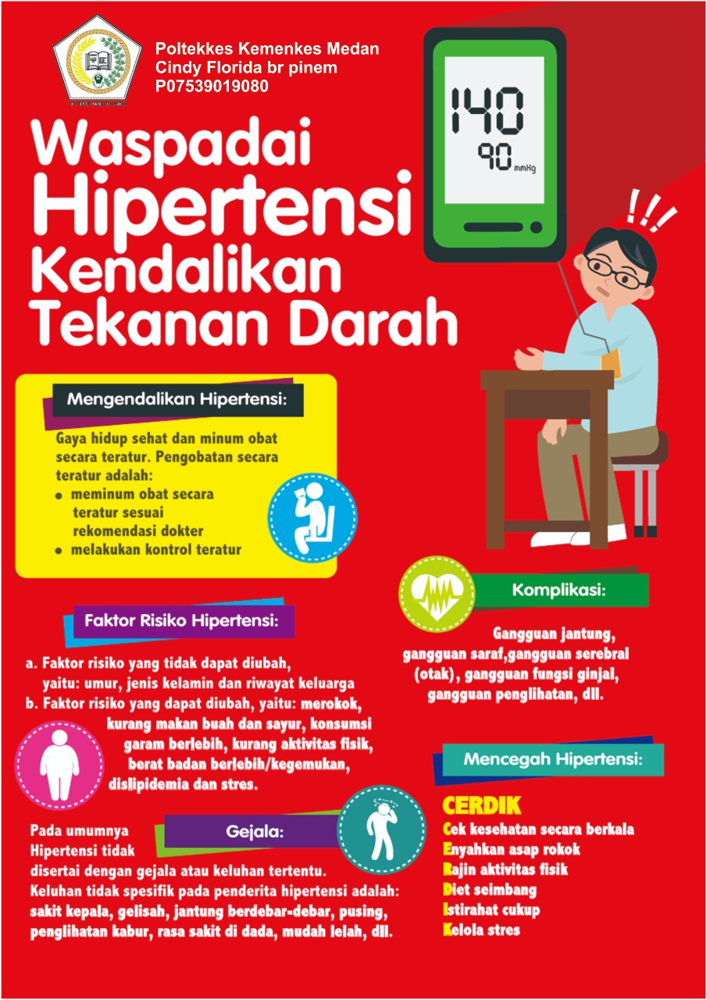 Poltekkes Kemenkes Medan
Cindy Florida br pinem
P07539019080
Waspadai
Hipertensi
Kendalikan
Tekanan Darah
140
90 mmHg
Mengendalikan Hipertensi:
Gaya hidup sehat dan minum obat
secara teratur. Pengobatan secara
teratur adalah:
• meminum obat secara
teratur sesuai
rekomendasi dokter
• melakukan kontrol teratur
Faktor Risiko Hipertensi:
a. Faktor risiko yang tidak dapat diubah,
yaitu: umur, jenis kelamin dan riwayat keluarga
b. Faktor risiko yang dapat diubah, yaitu: merokok,
kurang makan buah dan sayur, konsumsi
garam berlebih, kurang aktivitas fisik,
berat badan berlebih/kegemukan,
dislipidemia dan stres.
Gejala:
Pada umumnya
Hipertensi tidak
disertai dengan gejala atau keluhan tertentu.
Keluhan tidak spesifik pada penderita hipertensi adalah:
sakit kepala, gelisah, jantung berdebar-debar, pusing,
penglihatan kabur, rasa sakit di dada, mudah lelah, dll.
Komplikasi:
Gangguan jantung,
gangguan saraf,gangguan serebral
(otak), gangguan fungsi ginjal,
gangguan penglihatan, dll.
Mencegah Hipertensi:
CERDIK
Cek kesehatan secara berkala
Enyahkan asap rokok
Rajin aktivitas fisik
Diet seimbang
Istirahat cukup
Kelola stres